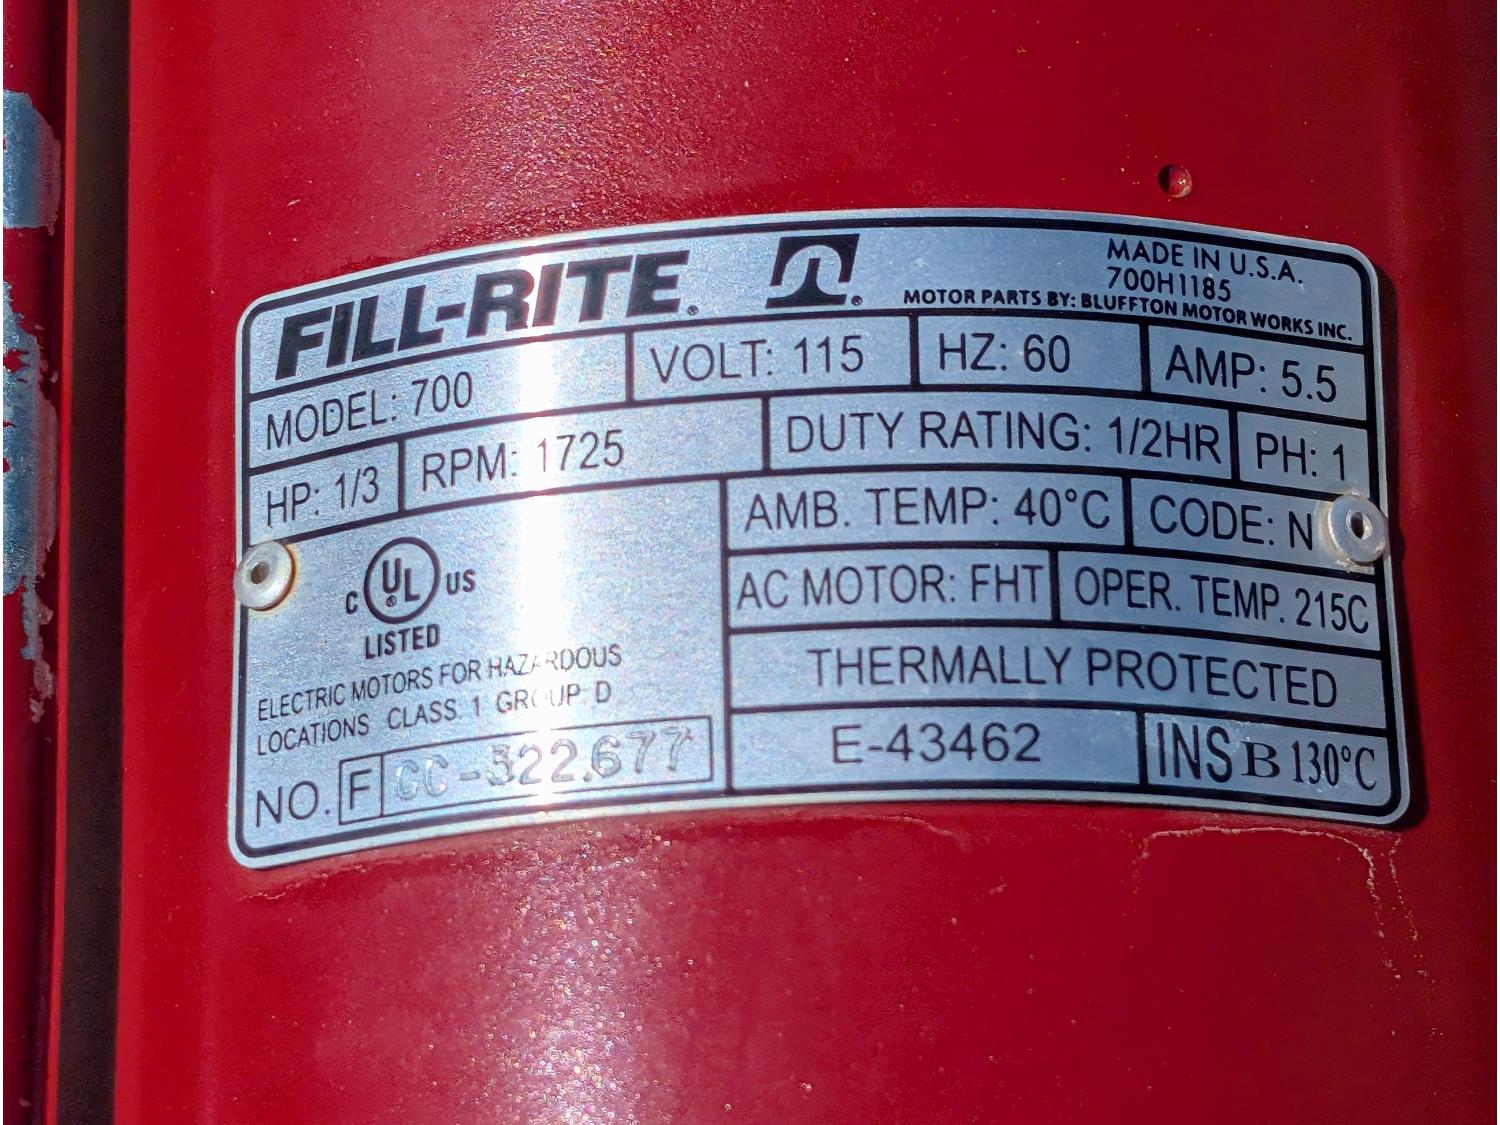 FILL-RITE®
MADE IN U.S.A.
700H1185
MOTOR PARTS BY: BLUFFTON MOTOR WORKS INC.
MODEL: 700 VOLT: 115 HZ: 60 AMP: 5.5
HP: 1/3 RPM: 1725 DUTY RATING: 1/2HR PH: 1
AMB. TEMP: 40°C CODE: N
C UL® US
LISTED
AC MOTOR: FHT OPER. TEMP. 215C
ELECTRIC MOTORS FOR HAZARDOUS
LOCATIONS CLASS 1 GROUP D
THERMALLY PROTECTED
NO. F CC-322677
E-43462 INS B 130°C